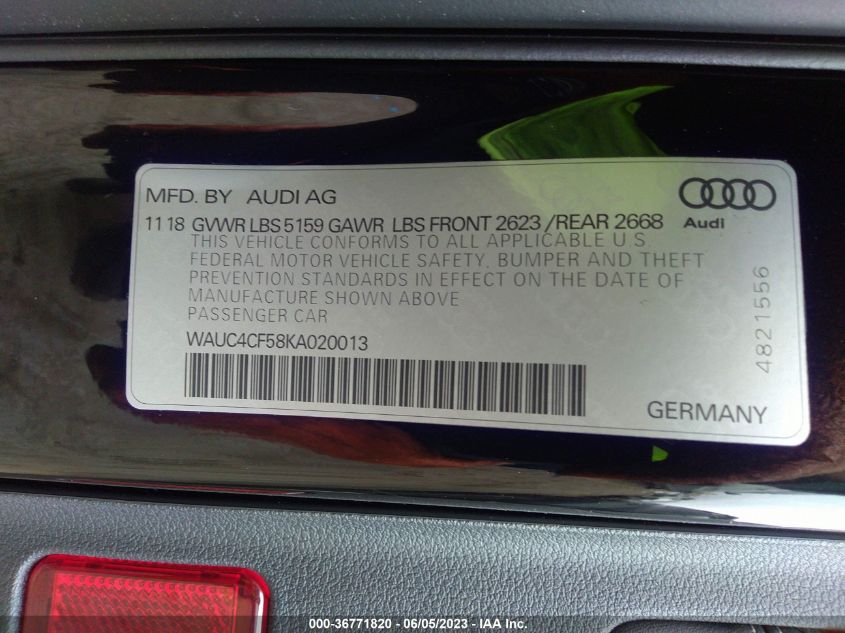 MFD. BY AUDI AG
Audi
11 18 GVWR LBS 5159 GAWR LBS FRONT 2623 / REAR 2668
THIS VEHICLE CONFORMS TO ALL APPLICABLE U.S.
FEDERAL MOTOR VEHICLE SAFETY, BUMPER AND THEFT
PREVENTION STANDARDS IN EFFECT ON THE DATE OF
MANUFACTURE SHOWN ABOVE
PASSENGER CAR
WAUC4CF58KA020013
4821556
GERMANY
000-36771820 - 06/05/2023 - IAA Inc.